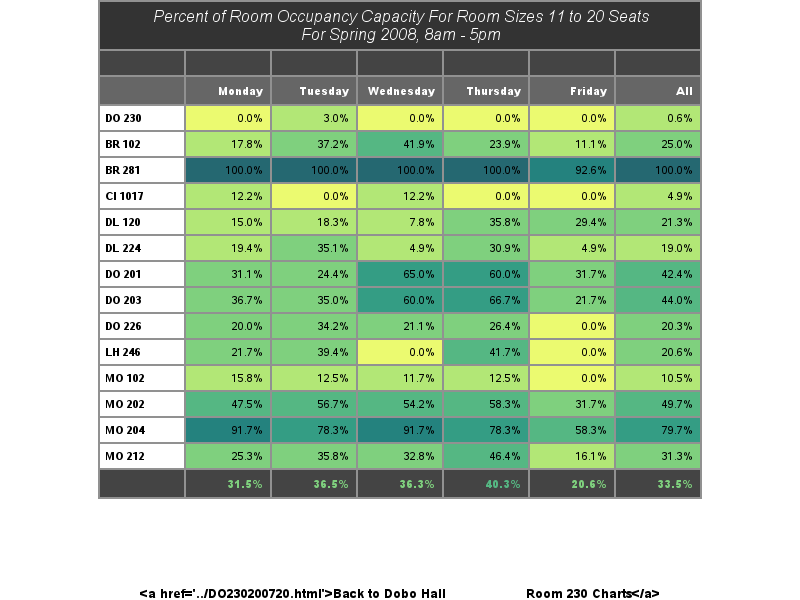 Percent of Room Occupancy Capacity For Room Sizes 11 to 20 Seats
For Spring 2008, 8am - 5pm
Monday Tuesday Wednesday Thursday Friday All
DO 230 0.0% 3.0% 0.0% 0.0% 0.0% 0.6%
BR 102 17.8% 37.2% 41.9% 23.9% 11.1% 25.0%
BR 281 100.0% 100.0% 100.0% 100.0% 92.6% 100.0%
CI 1017 12.2% 0.0% 12.2% 0.0% 0.0% 4.9%
DL 120 15.0% 18.3% 7.8% 35.8% 29.4% 21.3%
DL 224 19.4% 35.1% 4.9% 30.9% 4.9% 19.0%
DO 201 31.1% 24.4% 65.0% 60.0% 31.7% 42.4%
DO 203 36.7% 35.0% 60.0% 66.7% 21.7% 44.0%
DO 226 20.0% 34.2% 21.1% 26.4% 0.0% 20.3%
LH 246 21.7% 39.4% 0.0% 41.7% 0.0% 20.6%
MO 102 15.8% 12.5% 11.7% 12.5% 0.0% 10.5%
MO 202 47.5% 56.7% 54.2% 58.3% 31.7% 49.7%
MO 204 91.7% 78.3% 91.7% 78.3% 58.3% 79.7%
MO 212 25.3% 35.8% 32.8% 46.4% 16.1% 31.3%
31.5% 36.5% 36.3% 40.3% 20.6% 33.5%
<a href='../DO230200720.html'>Back to Dobo Hall Room 230 Charts</a>